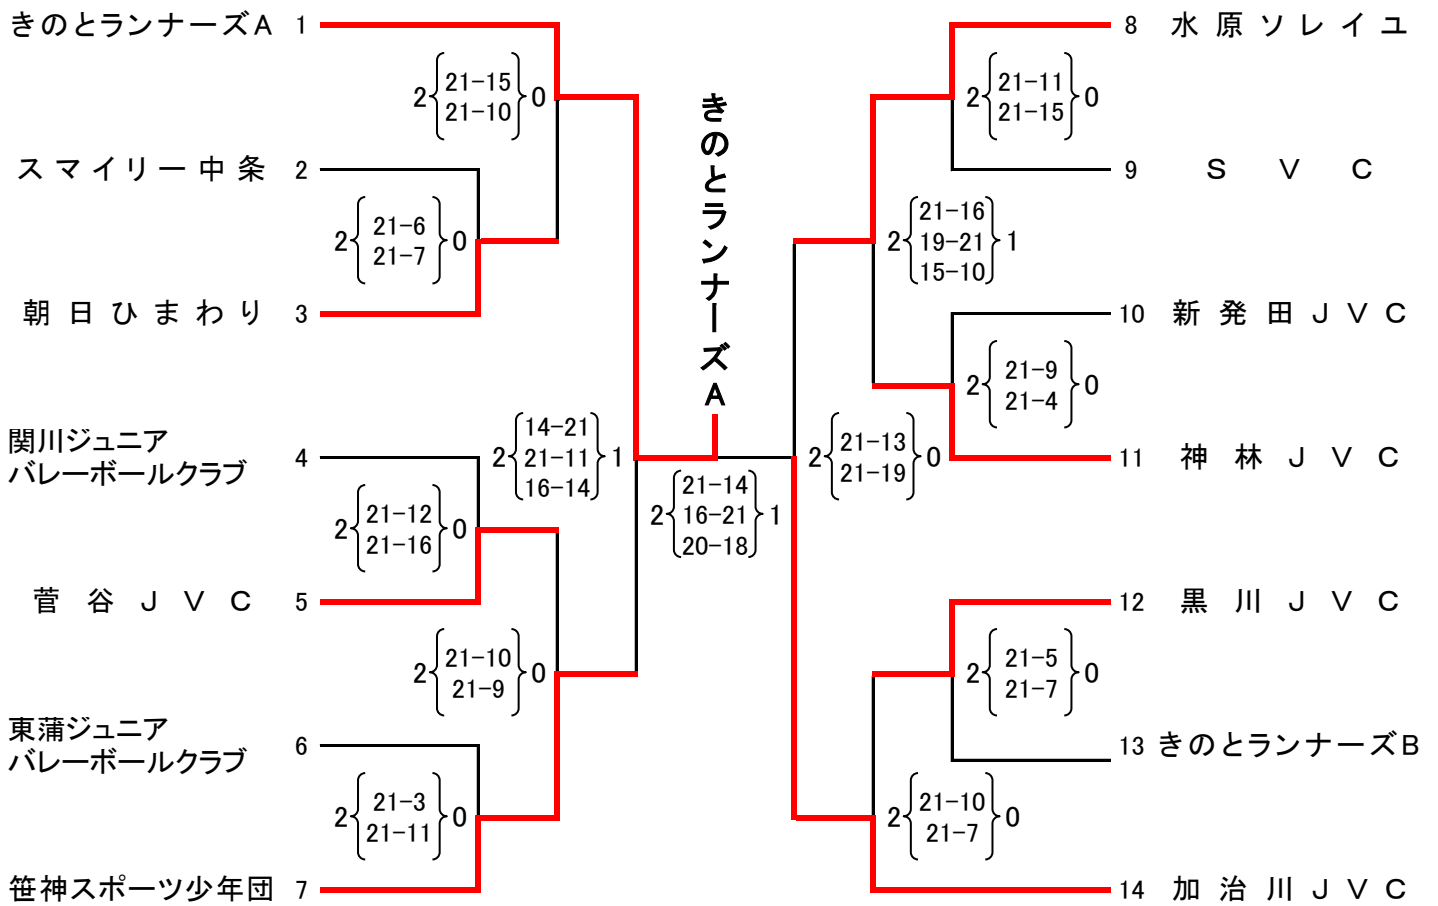 きのとランナーズA 1
21-15
2 0
21-10
スマイリー中条 2
21-6
2 0
21-7
朝日ひまわり 3
関川ジュニア
バレーボールクラブ 4
14-21
2 21-11 1
16-14
21-12
2 0
21-16
菅谷JVC 5
21-10
2 0
21-9
東蒲ジュニア
バレーボールクラブ 6
21-3
2 0
21-11
笹神スポーツ少年団 7
きのとランナーズA
21-14
2 16-21 1
20-18
8 水原ソレイユ
21-11
2 0
21-15
9 SVC
21-16
2 19-21 1
15-10
10 新発田JVC
21-9
2 0
21-4
21-13
2 0
21-19
11 神林JVC
12 黒川JVC
21-5
2 0
21-7
13 きのとランナーズB
21-10
2 0
21-7
14 加治川JVC